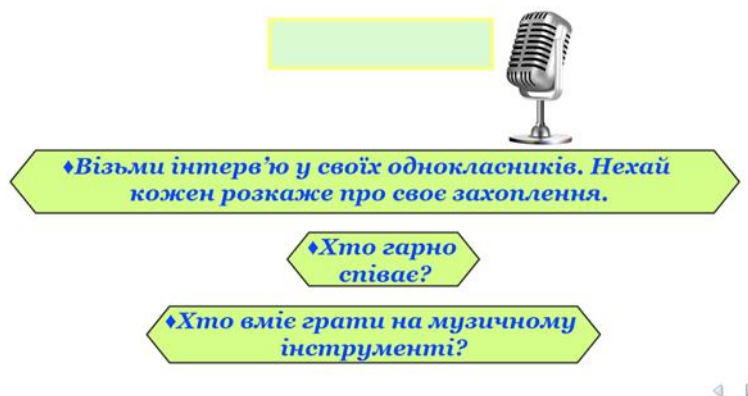 ♦Візьми інтерв’ю у своїх однокласників. Нехай
кожен розкаже про своє захоплення.
♦Хто гарно
співає?
♦Хто вміє грати на музичному
інструменті?